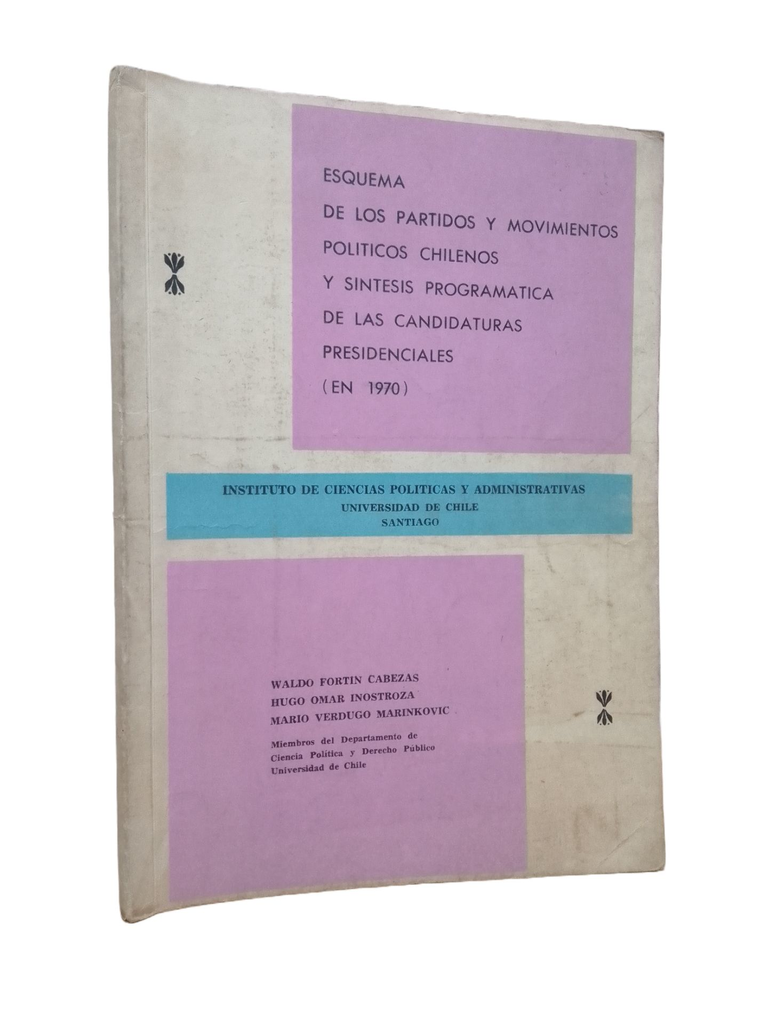 ESQUEMA
DE LOS PARTIDOS Y MOVIMIENTOS
POLITICOS CHILENOS
Y SINTESIS PROGRAMATICA
DE LAS CANDIDATURAS
PRESIDENCIALES
(EN 1970)
INSTITUTO DE CIENCIAS POLITICAS Y ADMINISTRATIVAS
UNIVERSIDAD DE CHILE
SANTIAGO
WALDO FORTIN CABEZAS
HUGO OMAR INOSTROZA
MARIO VERDUGO MARINKOVIC
Miembros del Departamento de
Ciencia Política y Derecho Público
Universidad de Chile